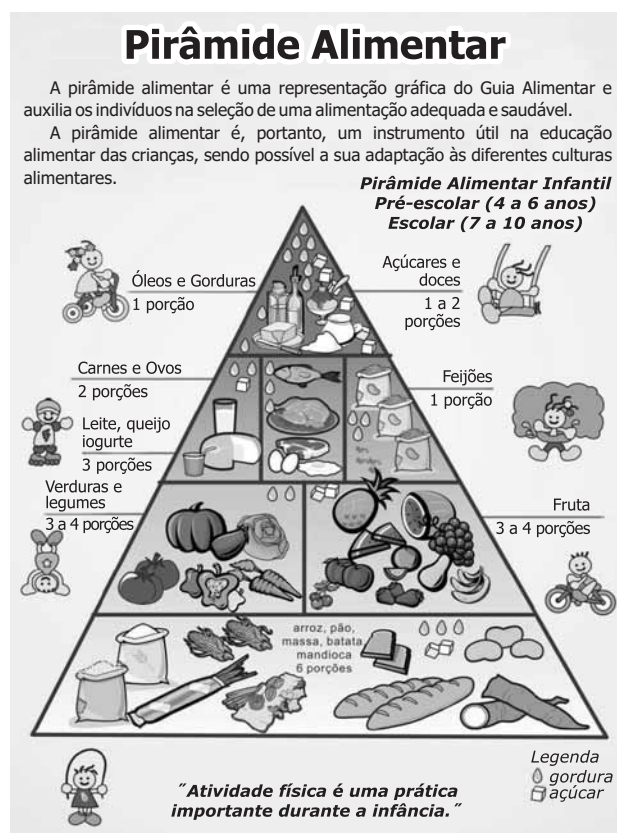 Pirâmide Alimentar
A pirâmide alimentar é uma representação gráfica do Guia Alimentar e
auxilia os indivíduos na seleção de uma alimentação adequada e saudável.
A pirâmide alimentar é, portanto, um instrumento útil na educação
alimentar das crianças, sendo possível a sua adaptação às diferentes culturas
alimentares.
Pirâmide Alimentar Infantil
Pré-escolar (4 a 6 anos)
Escolar (7 a 10 anos)
Óleos e Gorduras
1 porção
Açúcares e
doces
1 a 2
porções
Carnes e Ovos
2 porções
Feijões
1 porção
Leite, queijo
iogurte
3 porções
Verduras e
legumes
3 a 4 porções
Fruta
3 a 4 porções
arroz, pão,
massa, batata,
mandioca
6 porções
Legenda
gordura
açúcar
"Atividade física é uma prática
importante durante a infância."